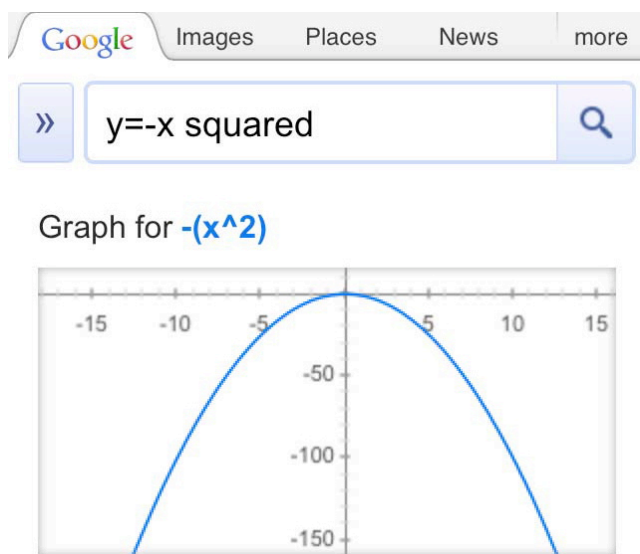 Google Images Places News more
» y=-x squared
Graph for -(x^2)
-15 -10 -5 5 10 15
-50
-100
-150